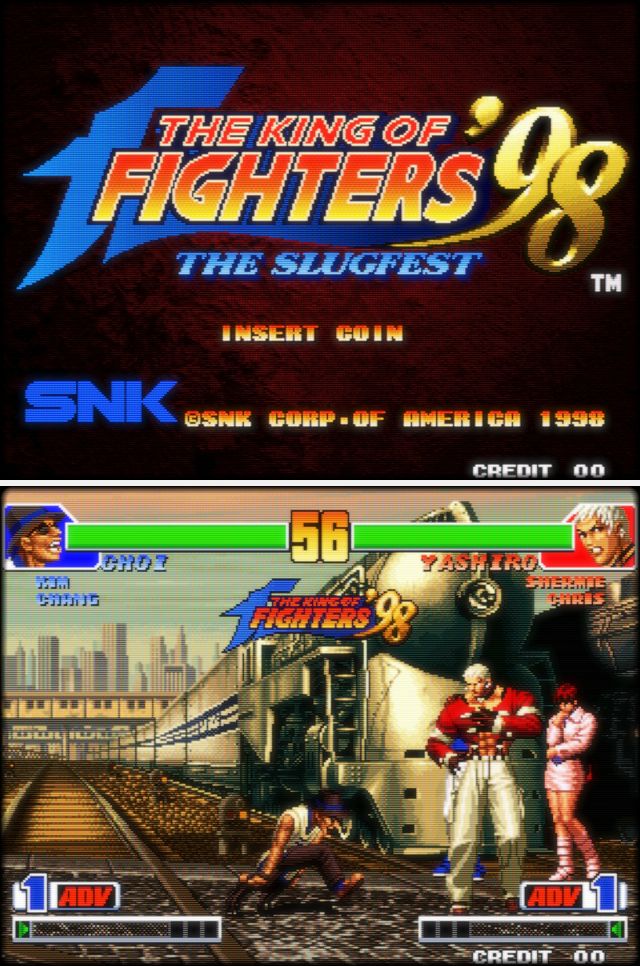 THE KING OF
FIGHTERS '98
THE SLUGFEST
TM
INSERT COIN
SNK
©SNK CORP. OF AMERICA 1998
CREDIT 00
56
CHOI
YASHIRO
KIM
SHERMIE
CHANG
CHRIS
THE KING OF
FIGHTERS '98
1 ADV
ADV 1
CREDIT 00